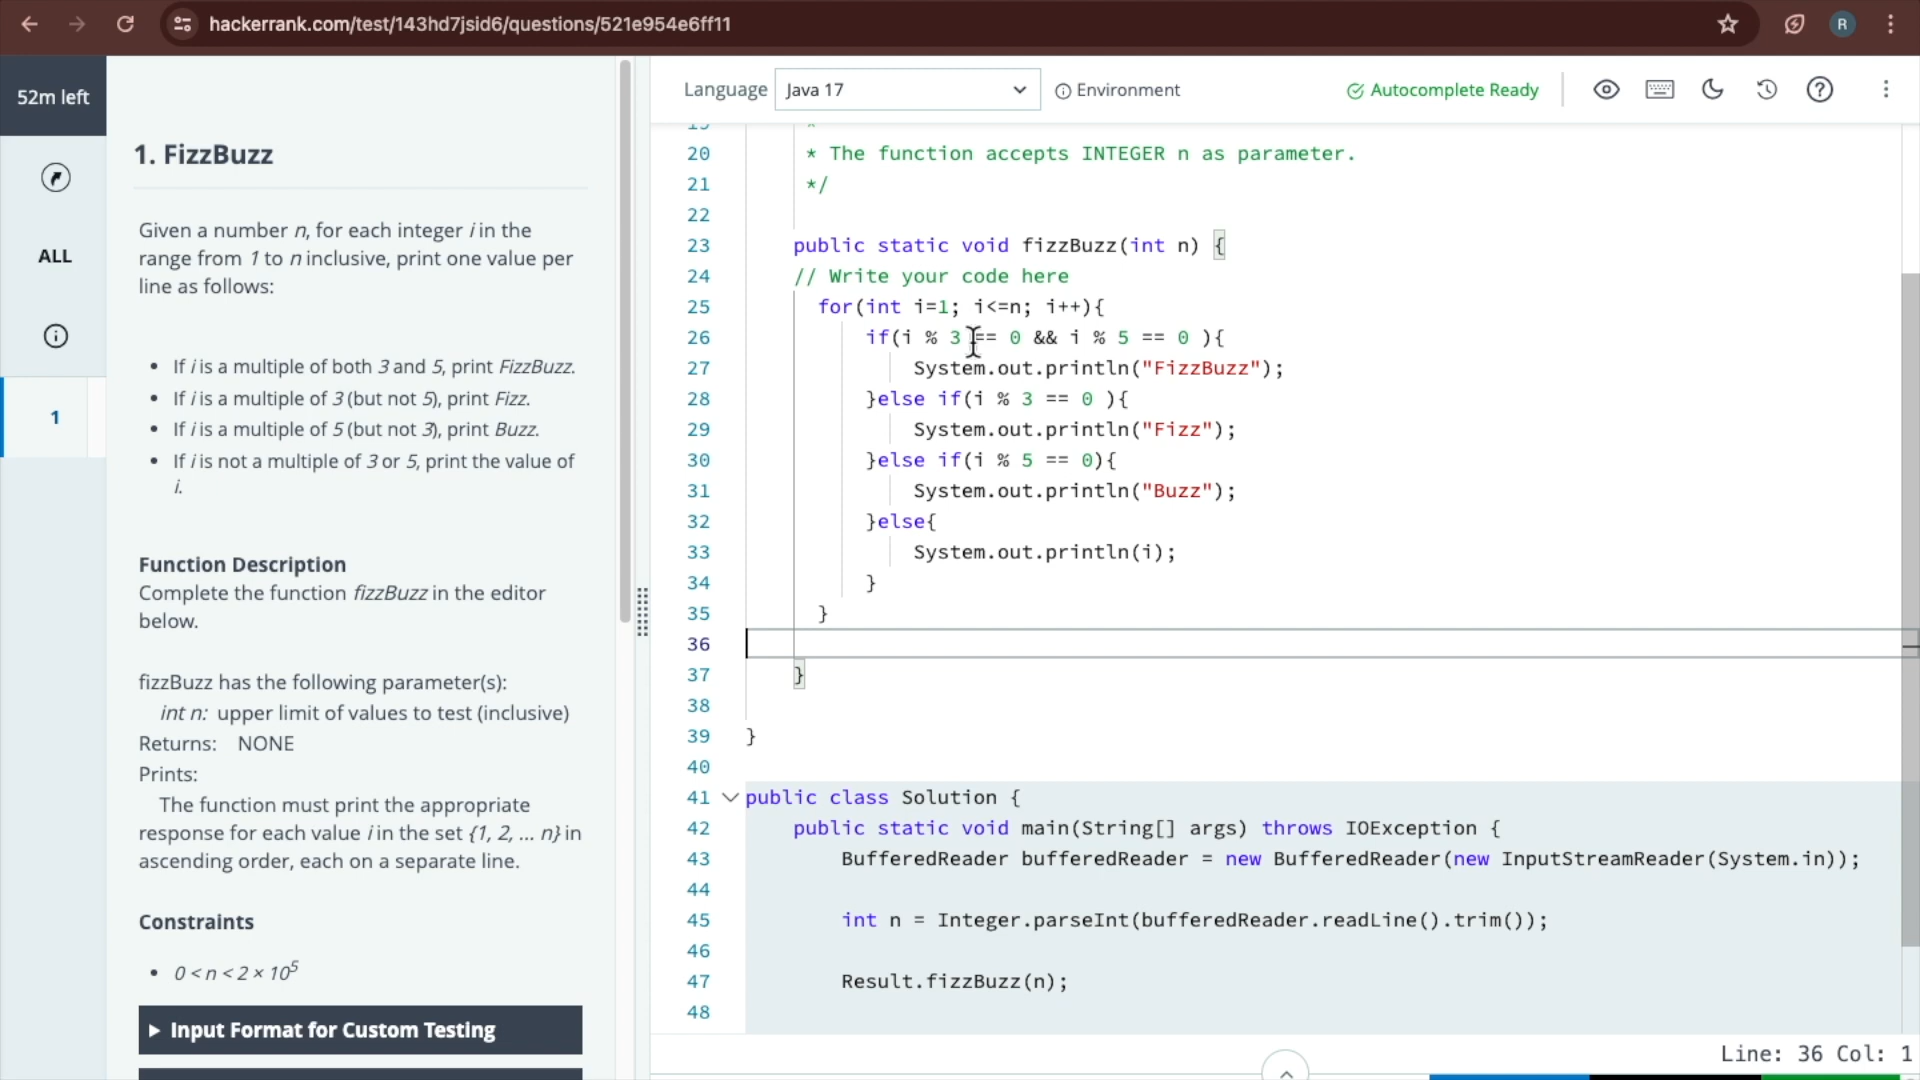 hackerrank.com/test/143hd7jsid6/questions/521e954e6ff11
R
52m left
ALL
1
1. FizzBuzz
Given a number n, for each integer i in the
range from 1 to n inclusive, print one value per
line as follows:
• If i is a multiple of both 3 and 5, print FizzBuzz.
• If i is a multiple of 3 (but not 5), print Fizz.
• If i is a multiple of 5 (but not 3), print Buzz.
• If i is not a multiple of 3 or 5, print the value of
i.
Function Description
Complete the function fizzBuzz in the editor
below.
fizzBuzz has the following parameter(s):
int n: upper limit of values to test (inclusive)
Returns: NONE
Prints:
The function must print the appropriate
response for each value i in the set {1, 2, ... n} in
ascending order, each on a separate line.
Constraints
• 0 < n < 2 × 10^5
Input Format for Custom Testing
Language Java 17 Environment Autocomplete Ready
19 *
20 * The function accepts INTEGER n as parameter.
21 */
22
23 public static void fizzBuzz(int n) {
24 // Write your code here
25 for(int i=1; i<=n; i++){
26 if(i % 3 == 0 && i % 5 == 0 ){
27 System.out.println("FizzBuzz");
28 }else if(i % 3 == 0 ){
29 System.out.println("Fizz");
30 }else if(i % 5 == 0){
31 System.out.println("Buzz");
32 }else{
33 System.out.println(i);
34 }
35 }
36
37 }
38
39 }
40
41 public class Solution {
42 public static void main(String[] args) throws IOException {
43 BufferedReader bufferedReader = new BufferedReader(new InputStreamReader(System.in));
44
45 int n = Integer.parseInt(bufferedReader.readLine().trim());
46
47 Result.fizzBuzz(n);
48
Line: 36 Col: 1